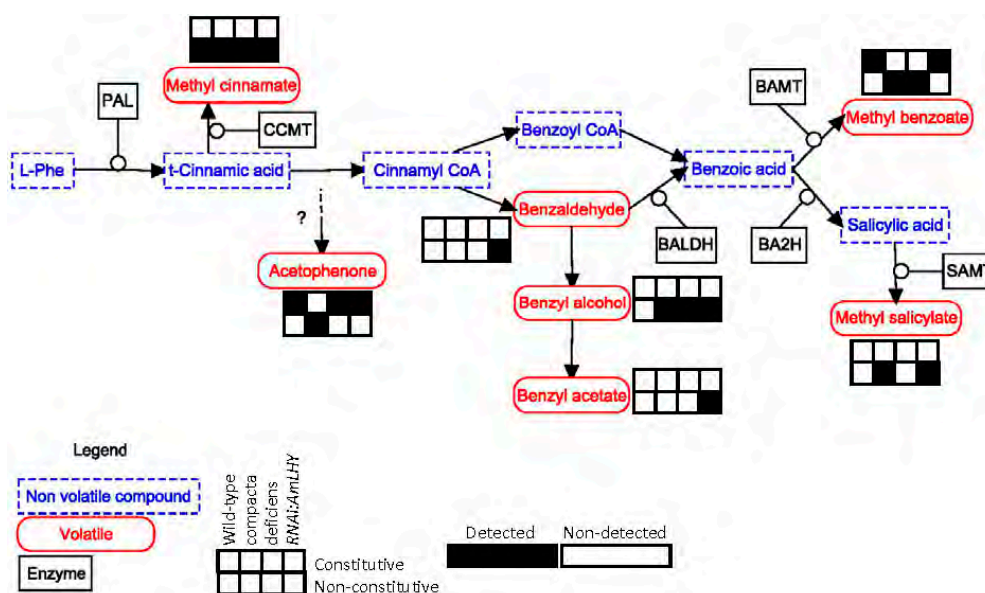 Methyl cinnamate
PAL
CCMT
L-Phe
t-Cinnamic acid
Cinnamyl CoA
Benzoyl CoA
Benzoic acid
BAMT
Methyl benzoate
?
Acetophenone
Benzaldehyde
BALDH
BA2H
Salicylic acid
SAMT
Benzyl alcohol
Methyl salicylate
Benzyl acetate
Legend
Non volatile compound
Volatile
Enzyme
Wild-type
compacta
deficiens
RNAi:AmLHY
Constitutive
Non-constitutive
Detected
Non-detected